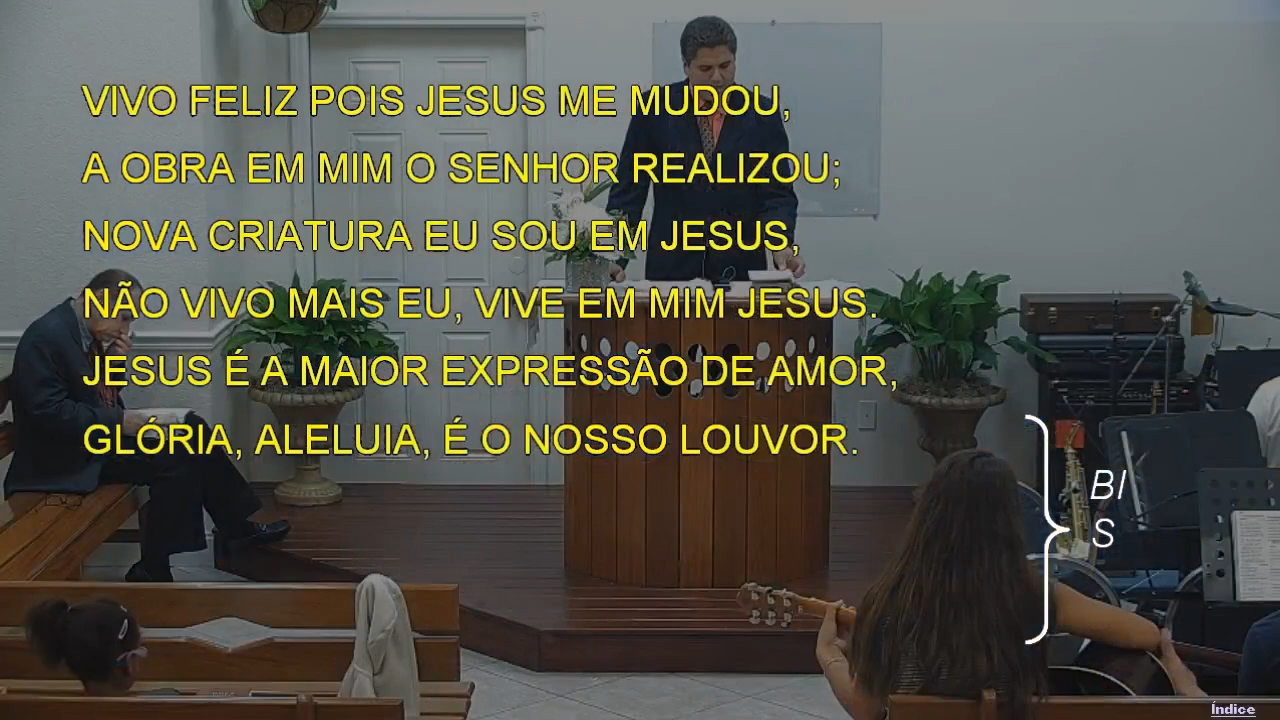 VIVO FELIZ POIS JESUS ME MUDOU,
A OBRA EM MIM O SENHOR REALIZOU;
NOVA CRIATURA EU SOU EM JESUS,
NÃO VIVO MAIS EU, VIVE EM MIM JESUS.
JESUS É A MAIOR EXPRESSÃO DE AMOR,
GLÓRIA, ALELUIA, É O NOSSO LOUVOR.
BI
S
Índice